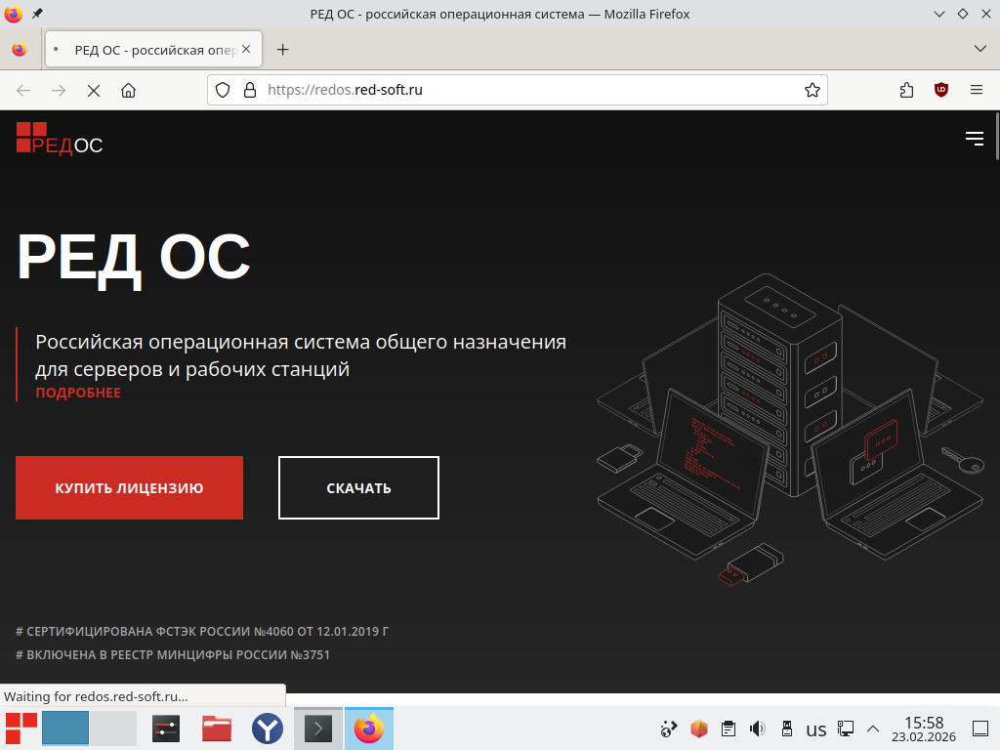 РЕД ОС - российская операционная система — Mozilla Firefox
РЕД ОС - российская опер
https://redos.red-soft.ru
РЕДОС
РЕД ОС
Российская операционная система общего назначения
для серверов и рабочих станций
ПОДРОБНЕЕ
КУПИТЬ ЛИЦЕНЗИЮ
СКАЧАТЬ
# СЕРТИФИЦИРОВАНА ФСТЭК РОССИИ №4060 ОТ 12.01.2019 Г
# ВКЛЮЧЕНА В РЕЕСТР МИНЦИФРЫ РОССИИ №3751
Waiting for redos.red-soft.ru...
us
15:58
23.02.2026